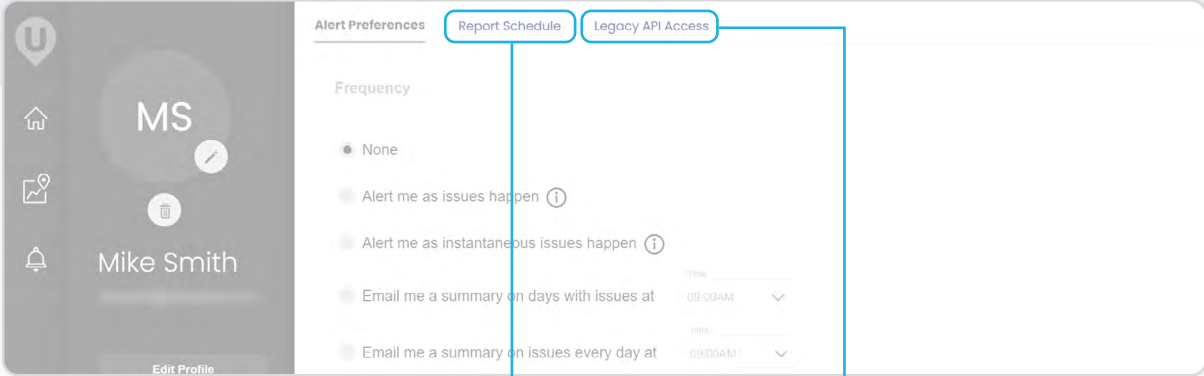 Alert Preferences Report Schedule Legacy API Access
U
Frequency
MS
None
Alert me as issues happen i
Alert me as instantaneous issues happen i
Mike Smith
Time
Email me a summary on days with issues at 09:00AM
Time
Email me a summary on issues every day at 09:00AM
Edit Profile